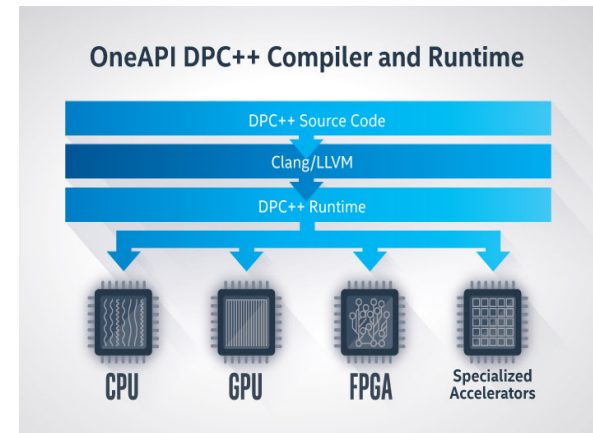 OneAPI DPC++ Compiler and Runtime
DPC++ Source Code
Clang/LLVM
DPC++ Runtime
CPU
GPU
FPGA
Specialized
Accelerators